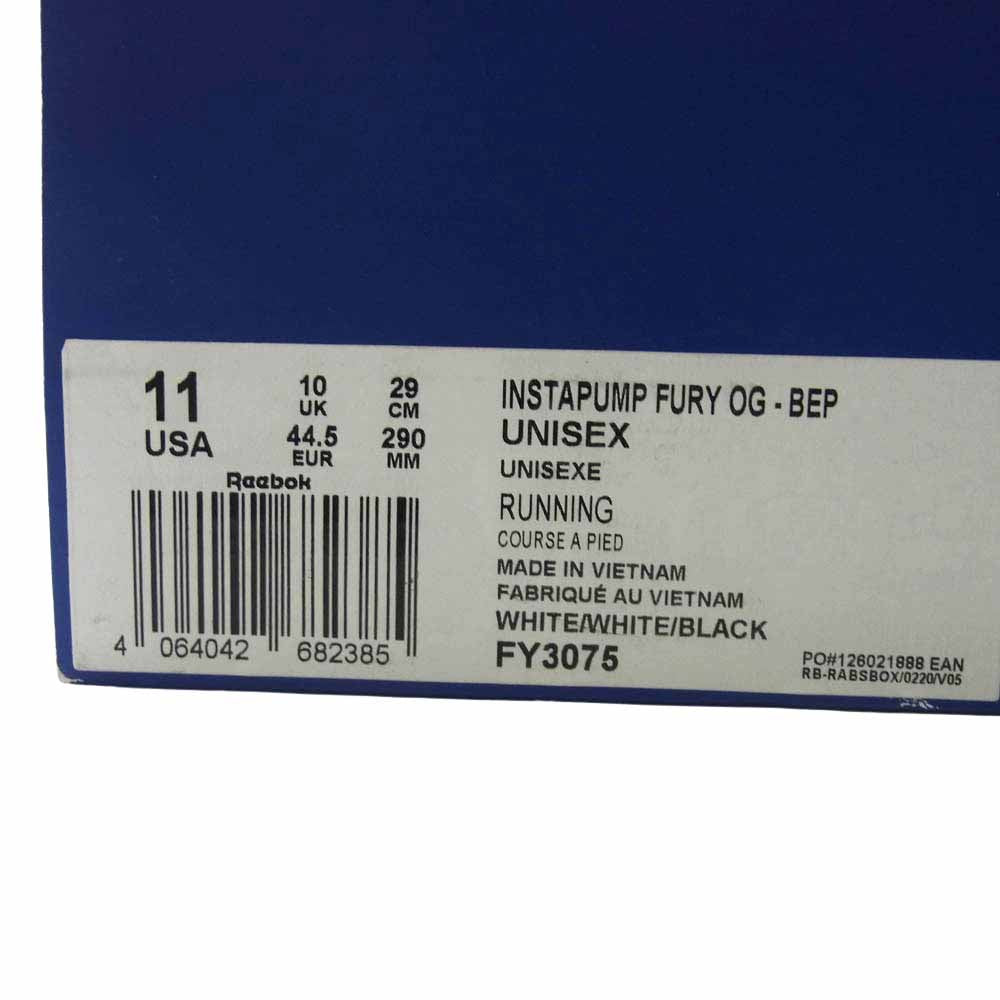 11
USA
10
UK
44.5
EUR
29
CM
290
MM
Reebok
4 064042 682385
INSTAPUMP FURY OG - BEP
UNISEX
UNISEXE
RUNNING
COURSE A PIED
MADE IN VIETNAM
FABRIQUÉ AU VIETNAM
WHITE/WHITE/BLACK
FY3075
PO#126021888 EAN
RB-RABSBOX/0220/V05